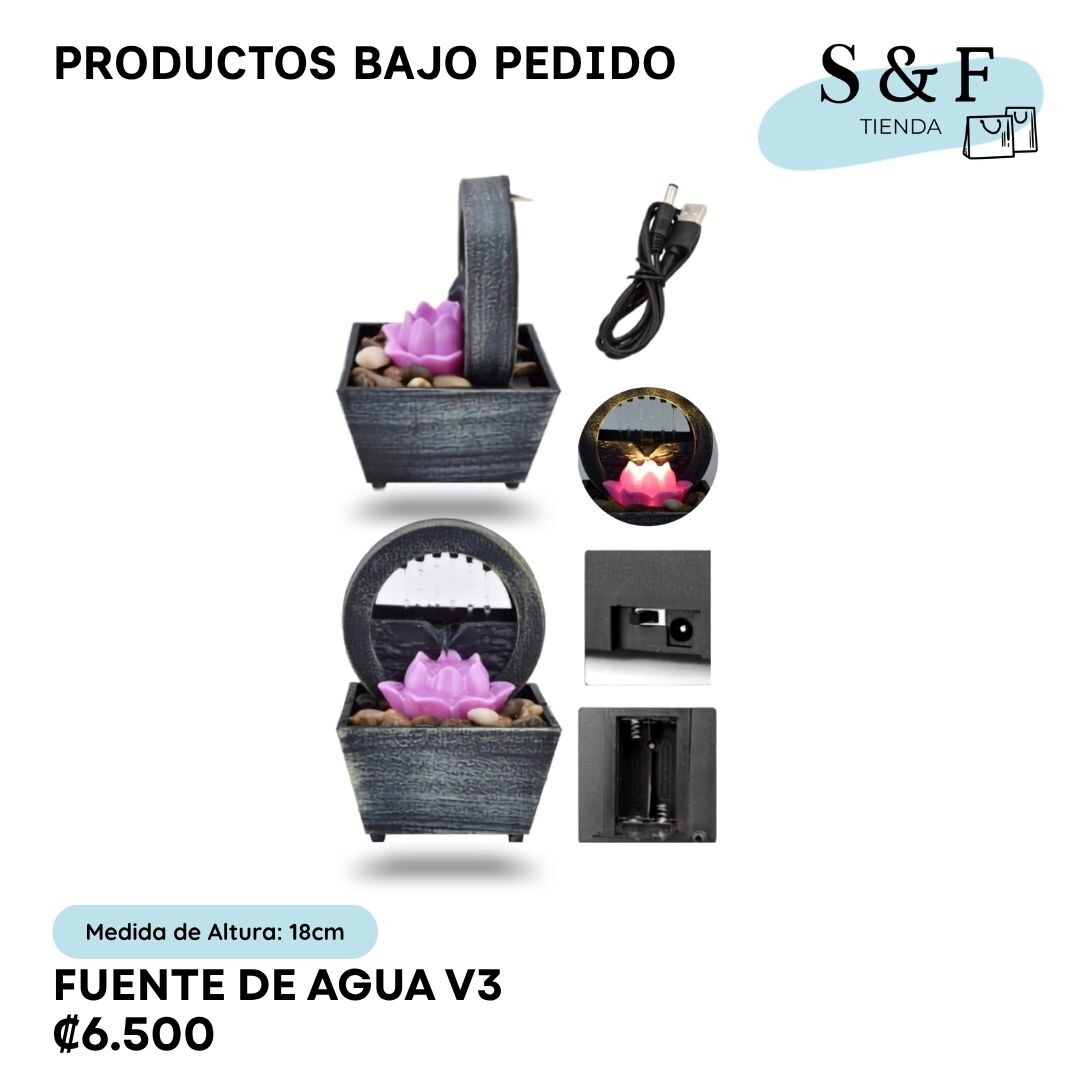 PRODUCTOS BAJO PEDIDO
S & F
TIENDA
Medida de Altura: 18cm
FUENTE DE AGUA V3
₡6.500